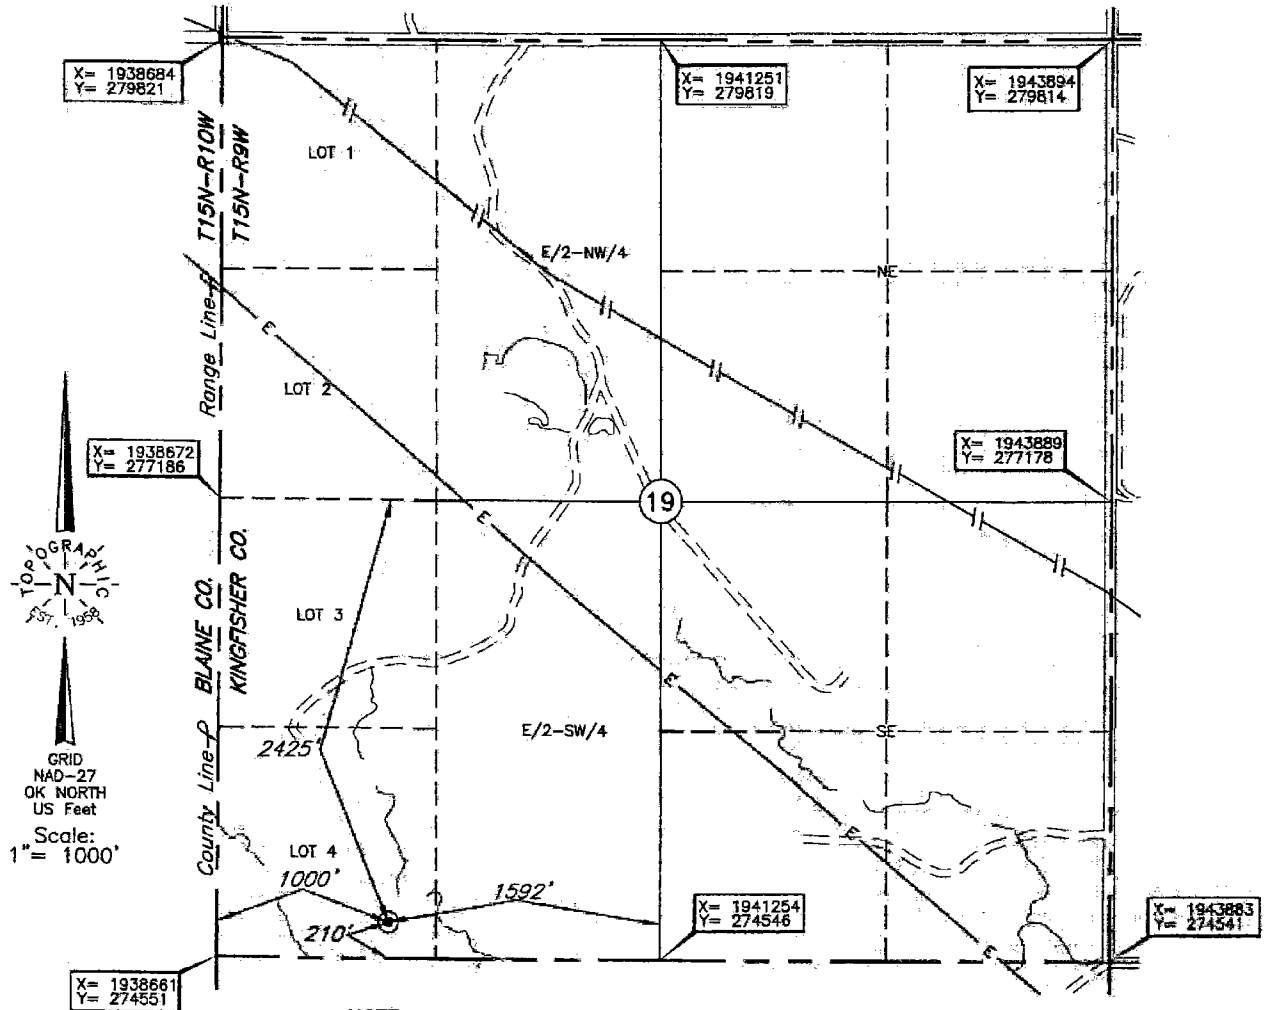 X= 1938684
Y= 279821
X= 1941251
Y= 279819
X= 1943894
Y= 279814
T15N-R10W
T15N-R9W
LOT 1
E/2-NW/4
NE
Range Line
LOT 2
X= 1938672
Y= 277186
X= 1943889
Y= 277178
19
E
E
E
E
E
TOPOGRAPHIC
N
EST. 1958
BLAINE CO.
KINGFISHER CO.
LOT 3
E/2-SW/4
SE
2425'
GRID
NAD-27
OK NORTH
US Feet
Scale:
1"= 1000'
County Line
LOT 4
1000'
1592'
210'
X= 1941254
Y= 274546
X= 1943883
Y= 274541
X= 1938661
Y= 274551